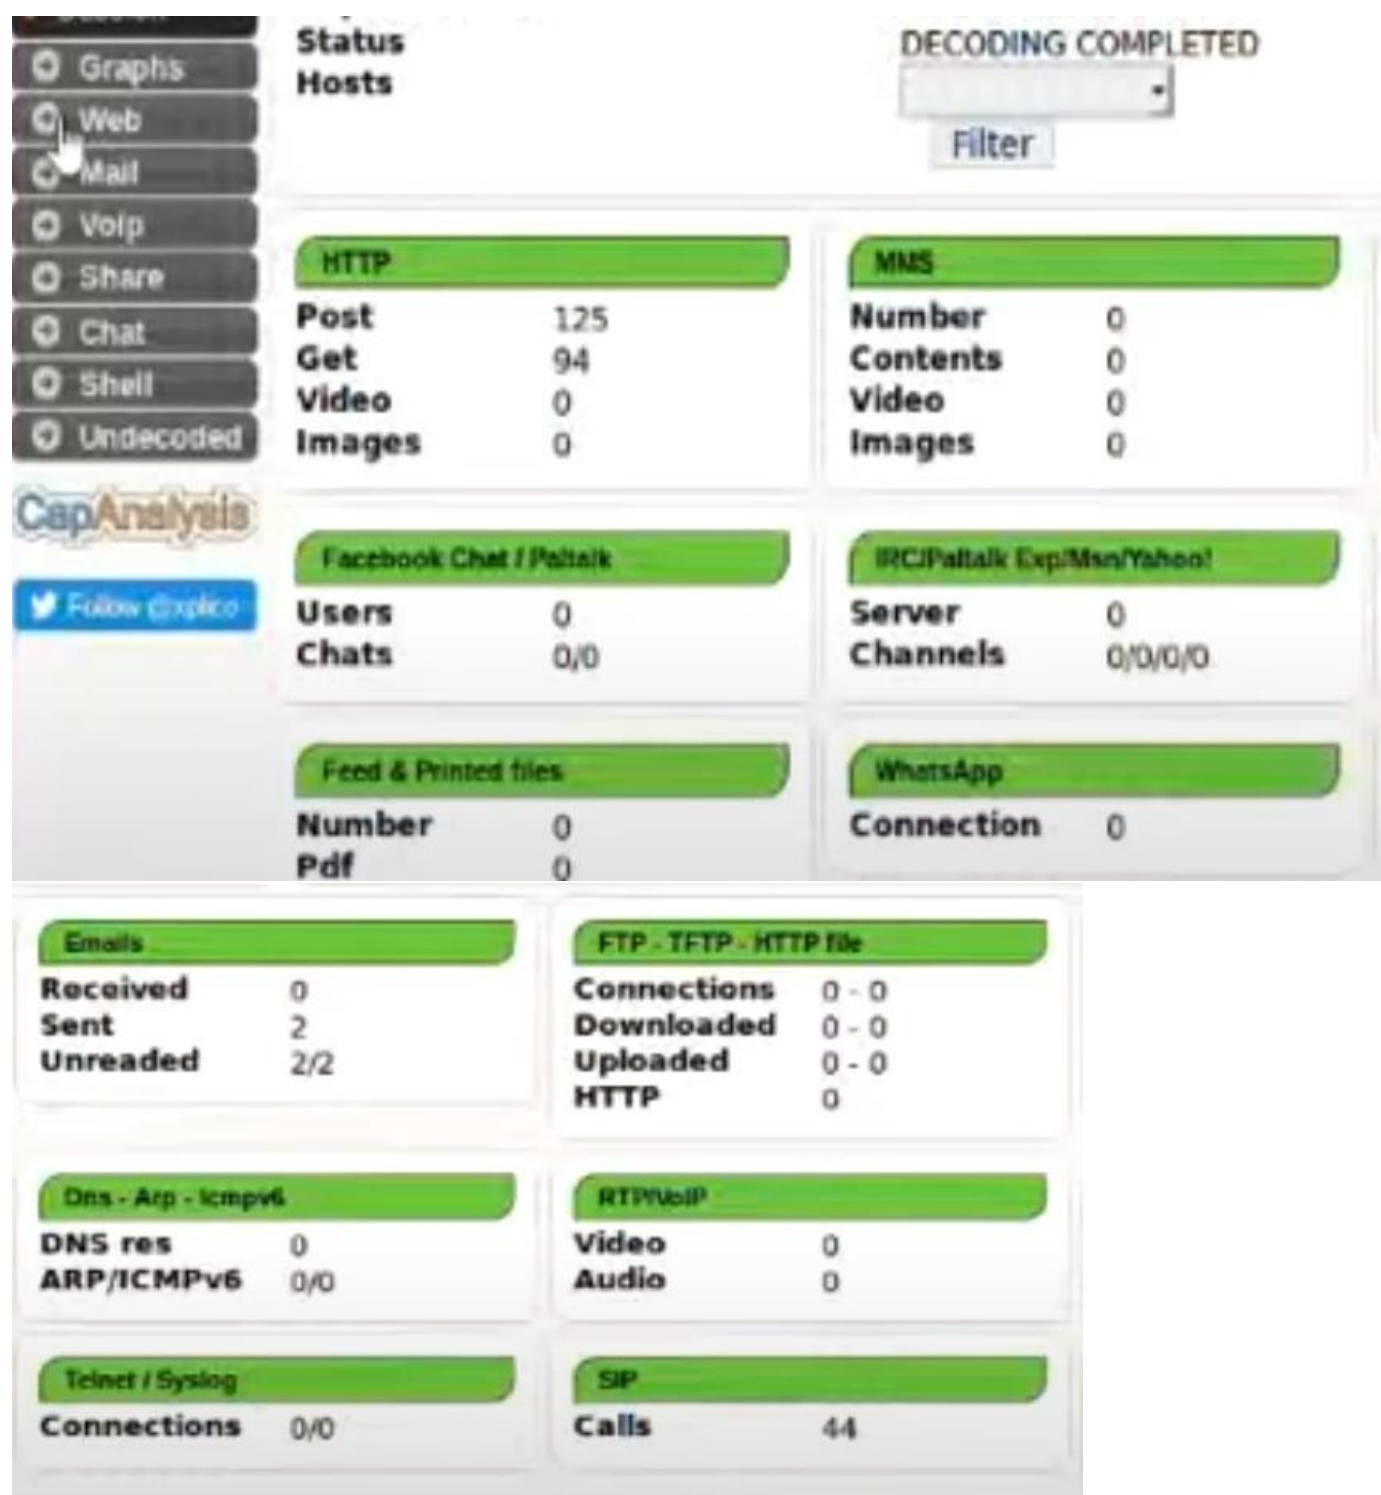 Status
DECODING COMPLETED
Hosts
Filter
Graphs
Web
Mail
Voip
Share
Chat
Shell
Undecoded
CapAnalysis
Follow @xplico
HTTP
Post 125
Get 94
Video 0
Images 0
MMS
Number 0
Contents 0
Video 0
Images 0
Facebook Chat / Paltalk
Users 0
Chats 0/0
IRC/Paltalk Exp/Msn/Yahoo!
Server 0
Channels 0/0/0/0
Feed & Printed files
Number 0
Pdf 0
WhatsApp
Connection 0
Emails
Received 0
Sent 2
Unreaded 2/2
FTP - TFTP - HTTP file
Connections 0 - 0
Downloaded 0 - 0
Uploaded 0 - 0
HTTP 0
Dns - Arp - Icmpv6
DNS res 0
ARP/ICMPv6 0/0
RTP/VoIP
Video 0
Audio 0
Telnet / Syslog
Connections 0/0
SIP
Calls 44